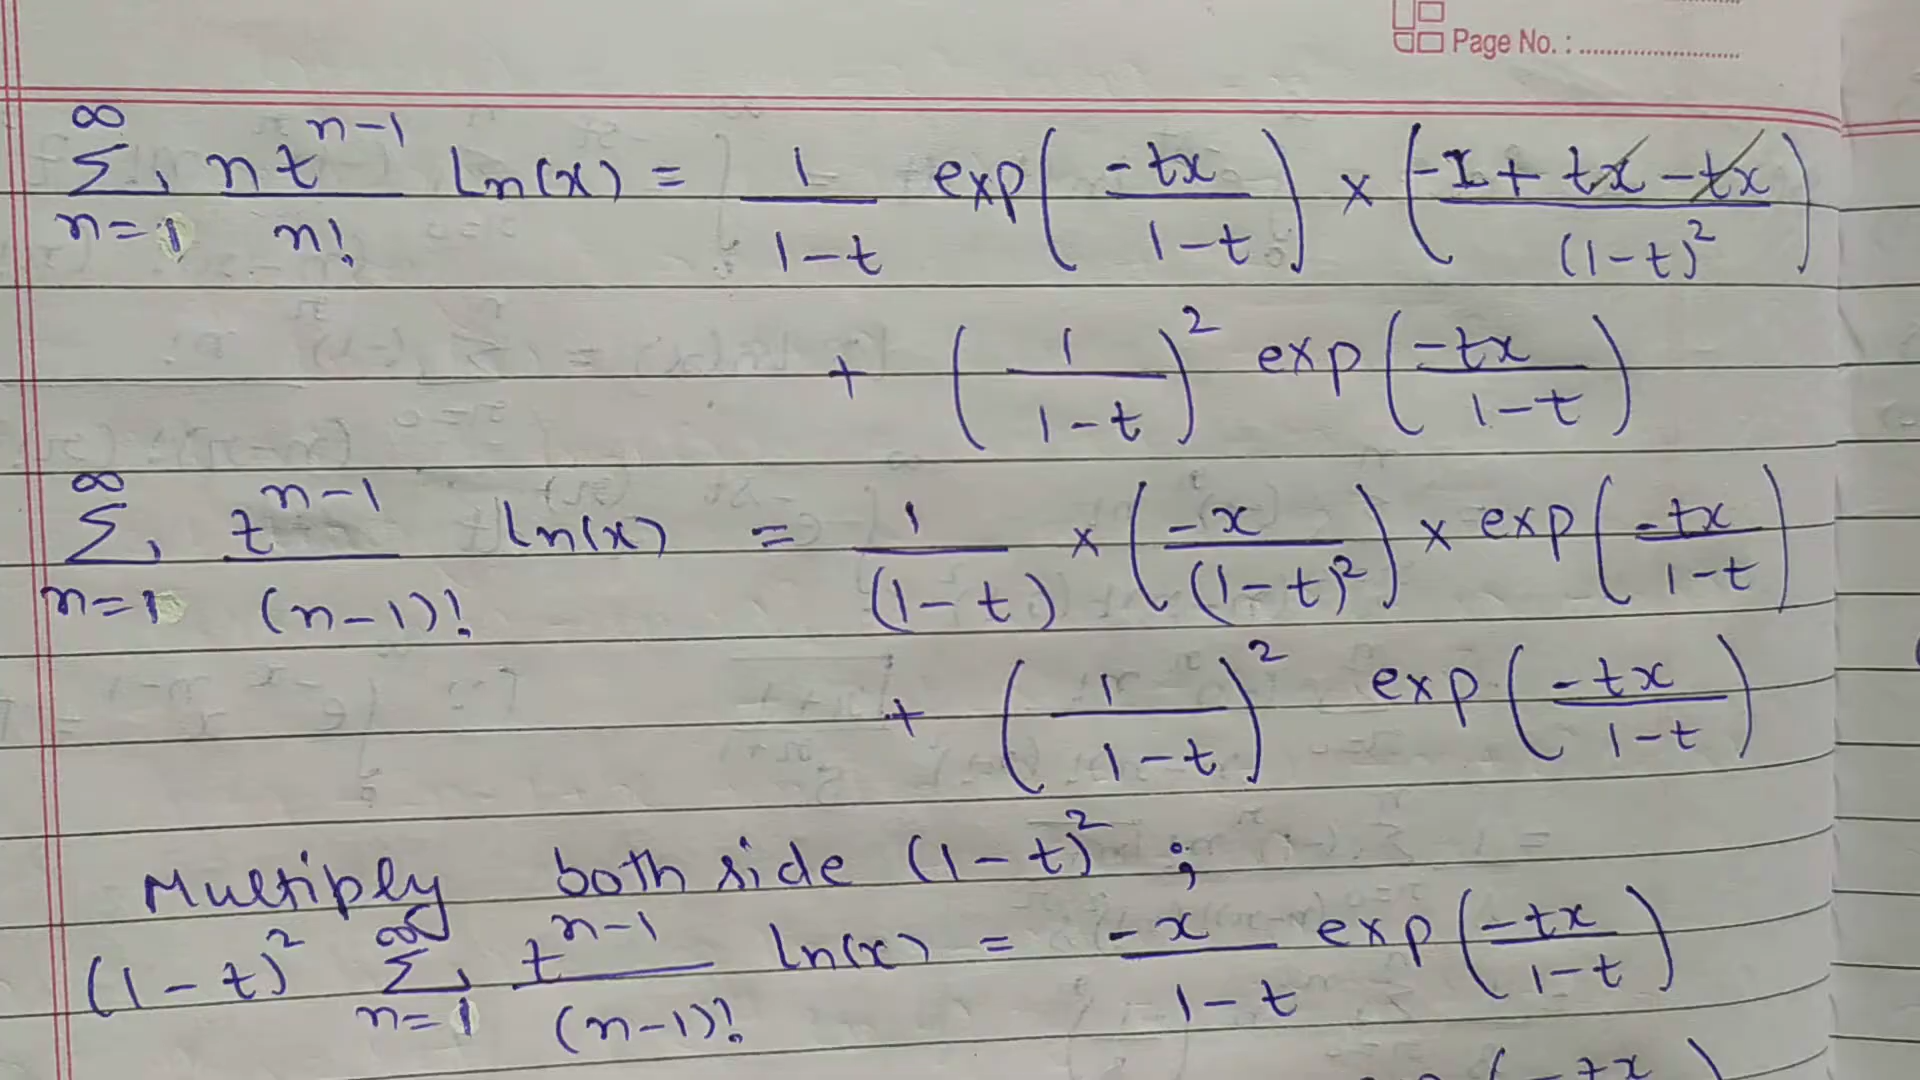 Page No. :
∞ Σ n=1 n t^(n-1) / n! Ln(x) = 1/(1-t) exp(-tx/(1-t)) × ((-x + tx - tx)/(1-t)^2)
+ (1/(1-t))^2 exp(-tx/(1-t))
∞ Σ n=1 t^(n-1) / (n-1)! Ln(x) = 1/(1-t) × (-x/(1-t)^2) × exp(-tx/(1-t))
+ (1/(1-t))^2 exp(-tx/(1-t))
Multiply both side (1-t)^2 ;
(1-t)^2 ∞ Σ n=1 t^(n-1) / (n-1)! Ln(x) = -x/(1-t) exp(-tx/(1-t))